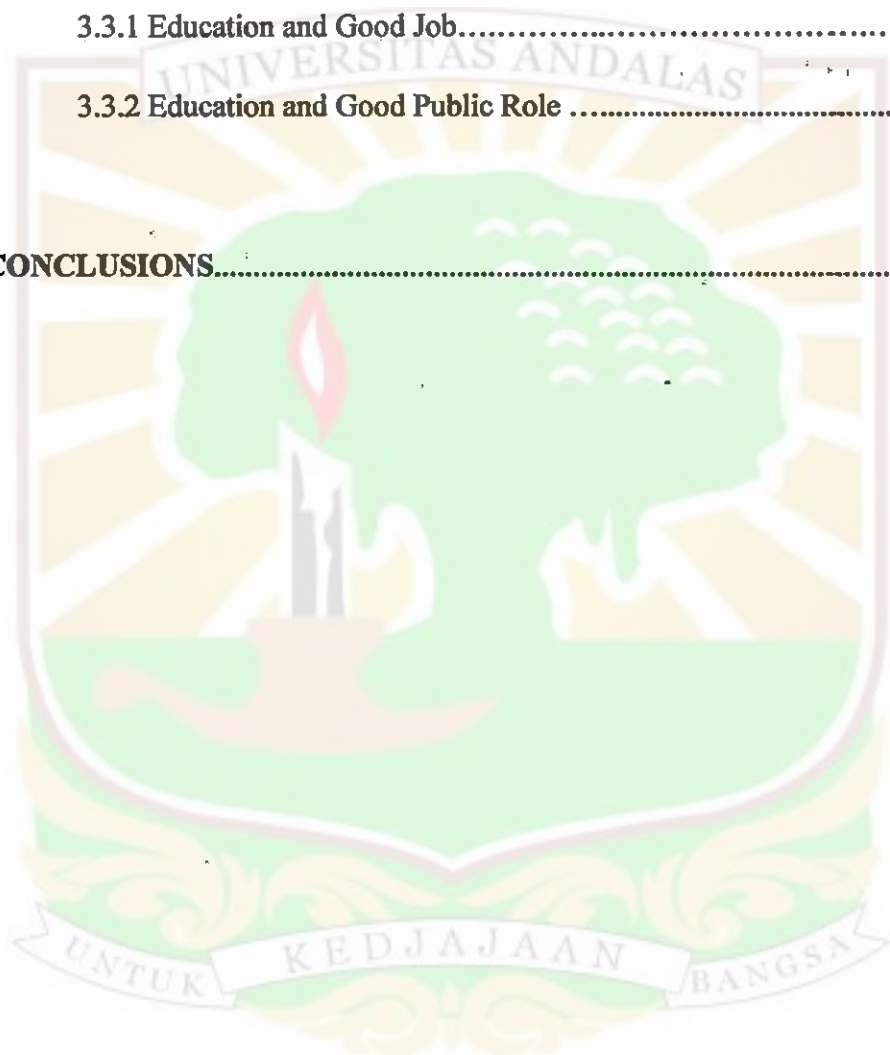 3.3.1 Education and Good Job.......................................................
UNIVERSITAS ANDALAS
3.3.2 Education and Good Public Role ............................................
CONCLUSIONS............................................................................................
UNTUK KEDJAJAAN BANGSA